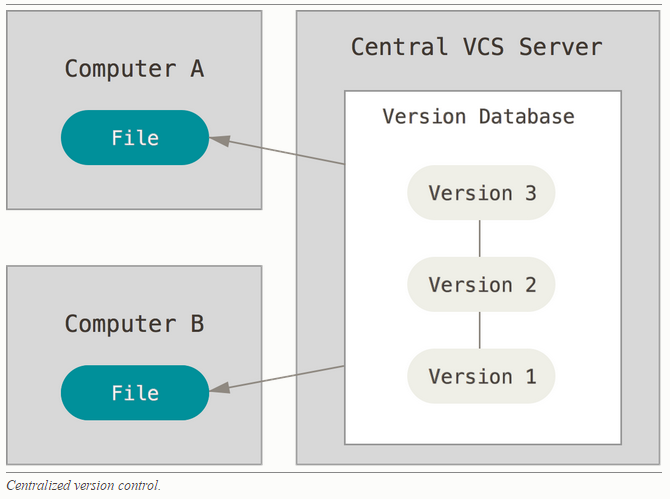 Computer A
File
Central VCS Server
Version Database
Version 3
Version 2
Version 1
Computer B
File
Centralized version control.